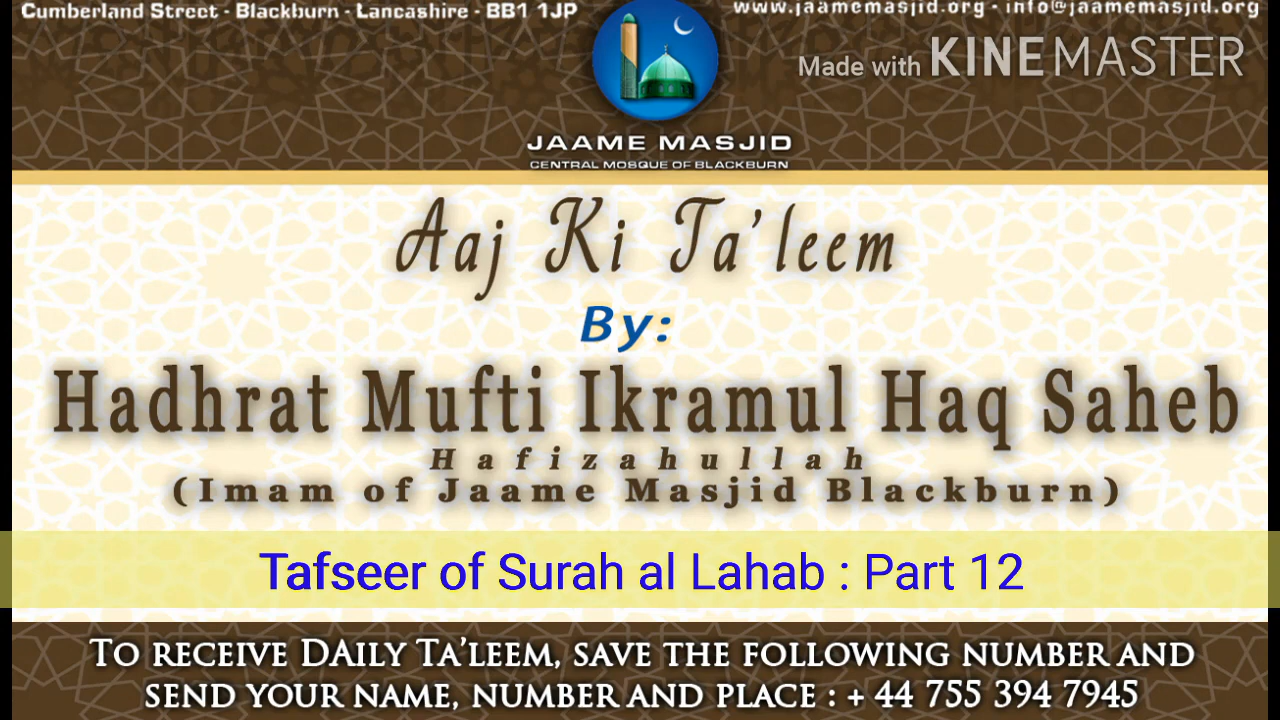 Cumberland Street - Blackburn - Lancashire - BB1 1JP
www.jaamemasjid.org - info@jaamemasjid.org
Made with KINEMASTER
JAAME MASJID
CENTRAL MOSQUE OF BLACKBURN
Aaj Ki Ta'leem
By:
Hadhrat Mufti Ikramul Haq Saheb
Hafizahullah
(Imam of Jaame Masjid Blackburn)
Tafseer of Surah al Lahab : Part 12
TO RECEIVE DAILY TA'LEEM, SAVE THE FOLLOWING NUMBER AND
SEND YOUR NAME, NUMBER AND PLACE : + 44 755 394 7945